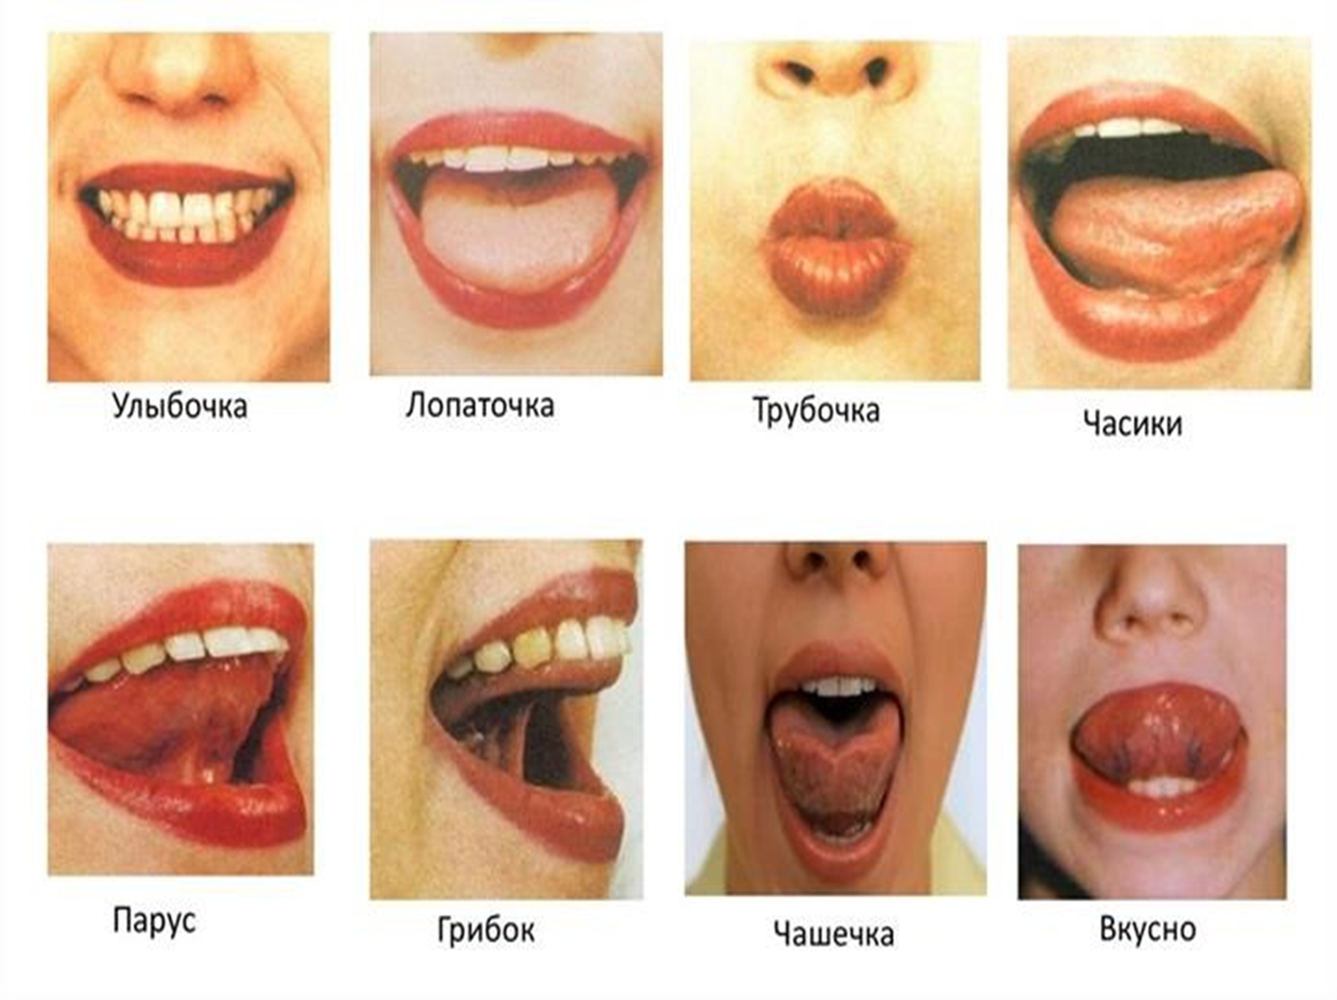 Улыбочка
Лопаточка
Трубочка
Часики
Парус
Грибок
Чашечка
Вкусно